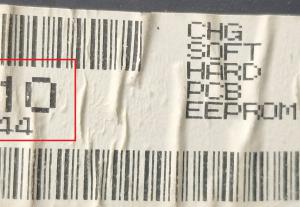 10
44
CHG
SOFT
HARD
PCB
EEPROM